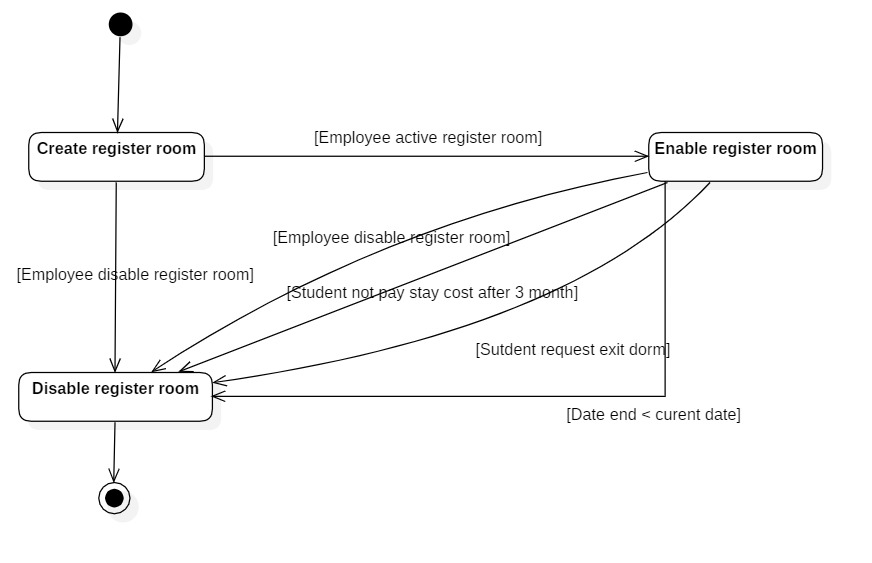 [Employee active register room]
Create register room
Enable register room
[Employee disable register room]
[Employee disable register room]
[Student not pay stay cost after 3 month]
[Sutdent request exit dorm]
Disable register room
[Date end < curent date]